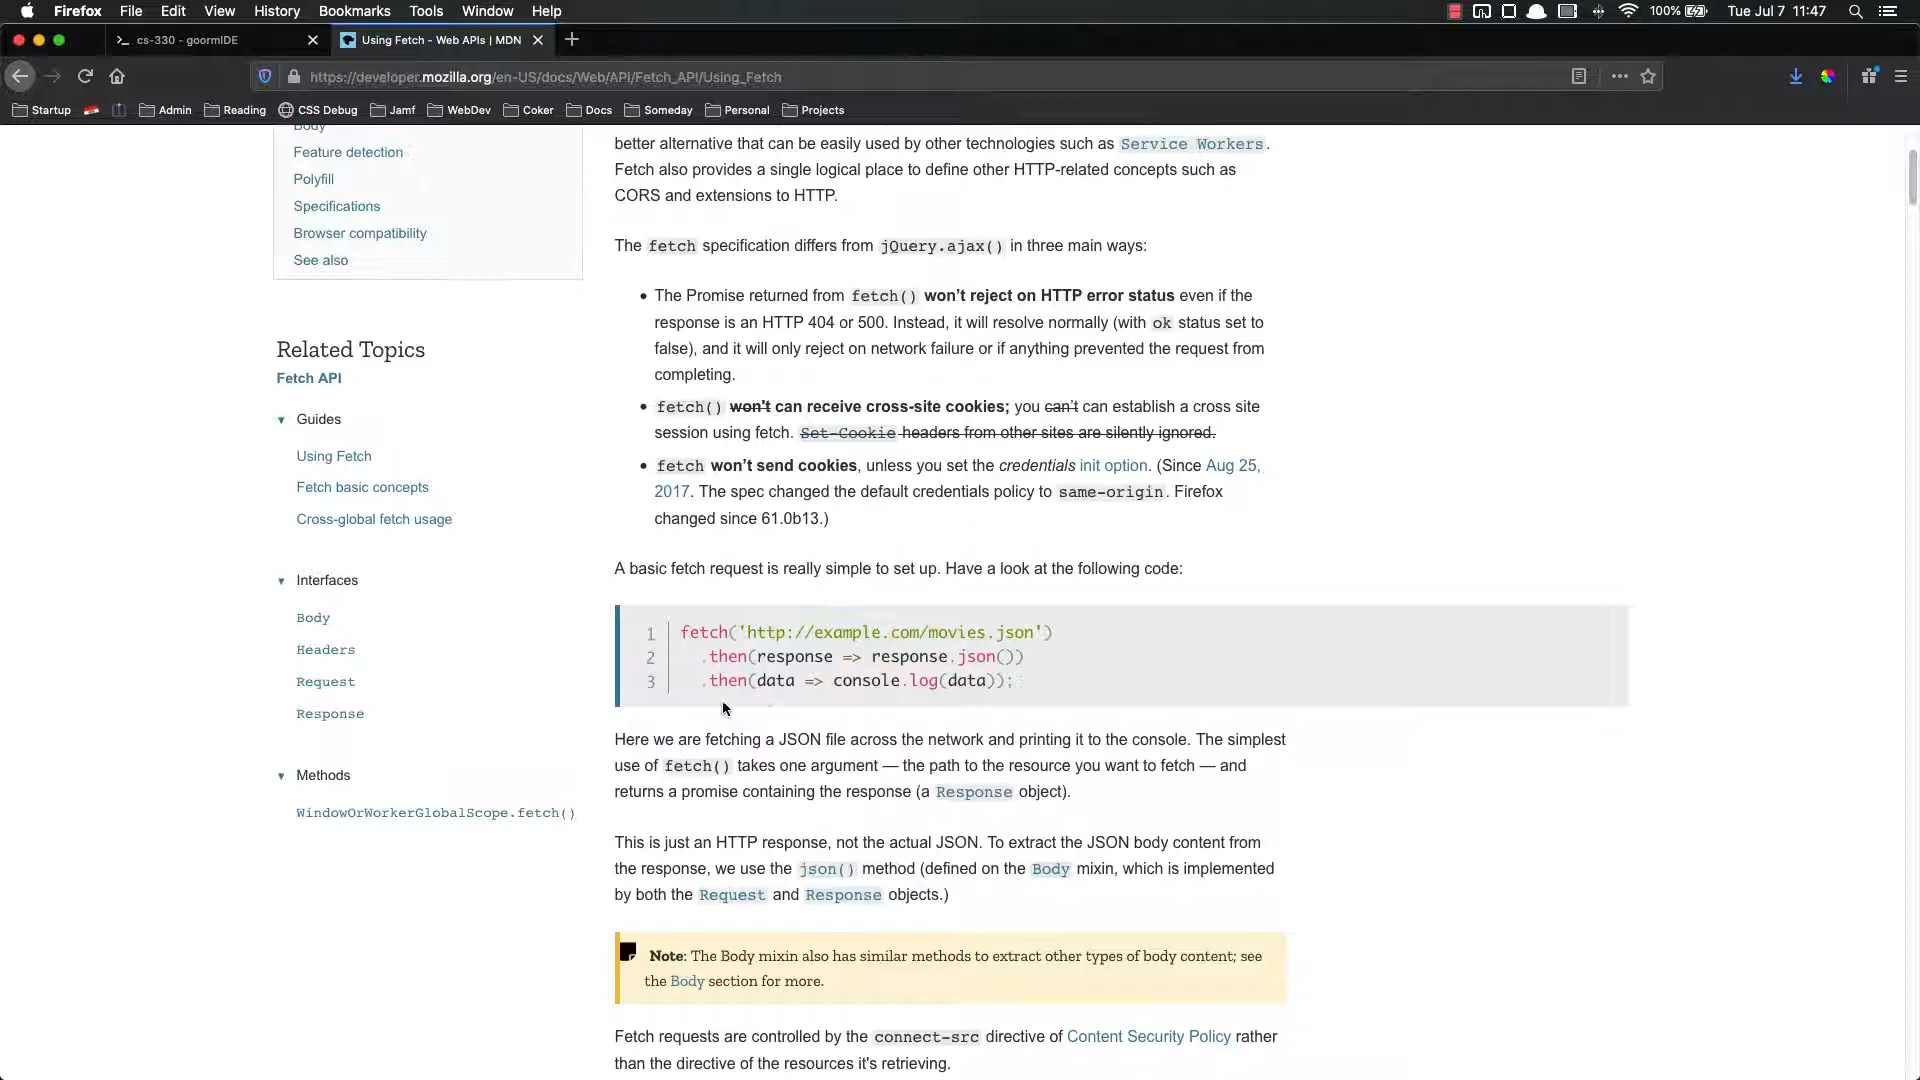 Firefox File Edit View History Bookmarks Tools Window Help 100% Tue Jul 7 11:47
cs-330 - goormIDE Using Fetch - Web APIs | MDN
https://developer.mozilla.org/en-US/docs/Web/API/Fetch_API/Using_Fetch
Startup Admin Reading CSS Debug Jamf WebDev Coker Docs Someday Personal Projects
Body
Feature detection
Polyfill
Specifications
Browser compatibility
See also
Related Topics
Fetch API
Guides
Using Fetch
Fetch basic concepts
Cross-global fetch usage
Interfaces
Body
Headers
Request
Response
Methods
WindowOrWorkerGlobalScope.fetch()
better alternative that can be easily used by other technologies such as Service Workers.
Fetch also provides a single logical place to define other HTTP-related concepts such as
CORS and extensions to HTTP.
The fetch specification differs from jQuery.ajax() in three main ways:
• The Promise returned from fetch() won’t reject on HTTP error status even if the
response is an HTTP 404 or 500. Instead, it will resolve normally (with ok status set to
false), and it will only reject on network failure or if anything prevented the request from
completing.
• fetch() won't can receive cross-site cookies; you can’t can establish a cross site
session using fetch. Set-Cookie headers from other sites are silently ignored.
• fetch won’t send cookies, unless you set the credentials init option. (Since Aug 25,
2017. The spec changed the default credentials policy to same-origin. Firefox
changed since 61.0b13.)
A basic fetch request is really simple to set up. Have a look at the following code:
1 fetch('http://example.com/movies.json')
2 .then(response => response.json())
3 .then(data => console.log(data));
Here we are fetching a JSON file across the network and printing it to the console. The simplest
use of fetch() takes one argument — the path to the resource you want to fetch — and
returns a promise containing the response (a Response object).
This is just an HTTP response, not the actual JSON. To extract the JSON body content from
the response, we use the json() method (defined on the Body mixin, which is implemented
by both the Request and Response objects.)
Note: The Body mixin also has similar methods to extract other types of body content; see
the Body section for more.
Fetch requests are controlled by the connect-src directive of Content Security Policy rather
than the directive of the resources it's retrieving.